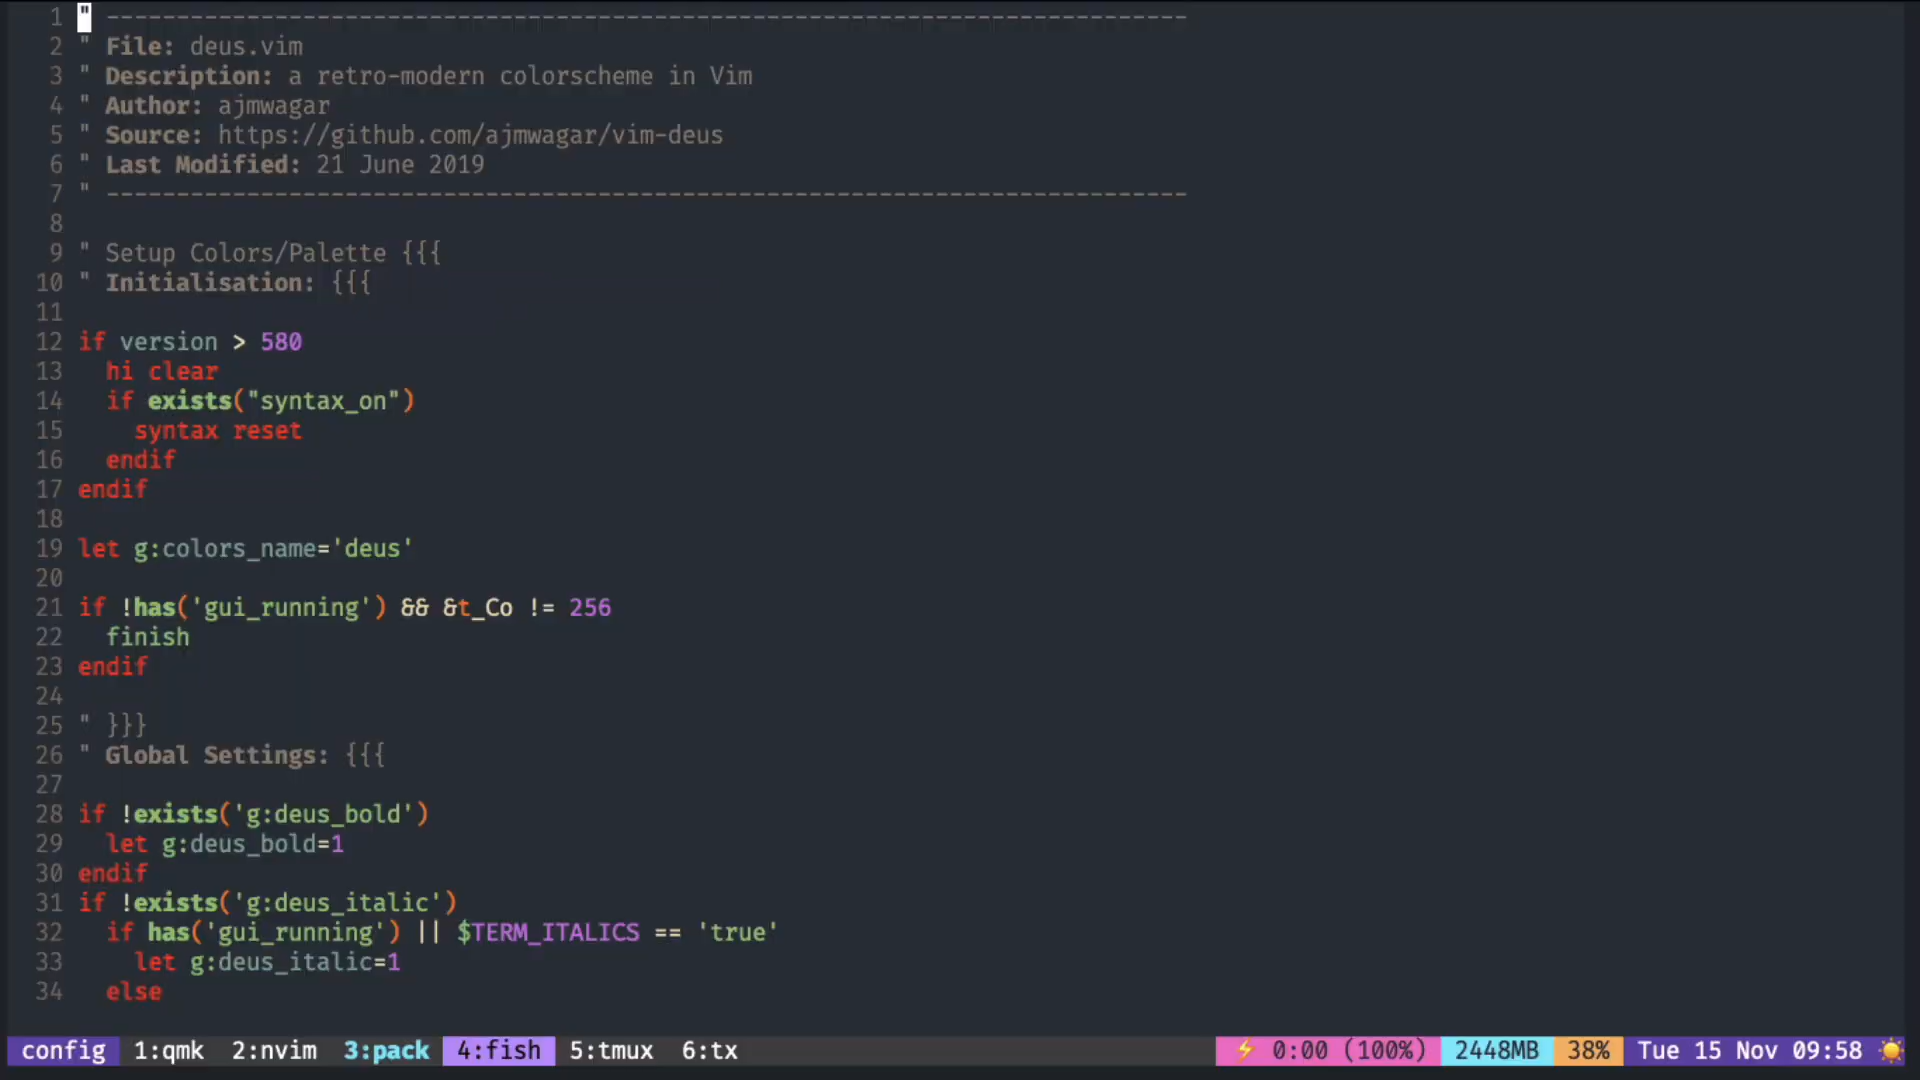 1 " -----------------------------------------------------------------------------
2 " File: deus.vim
3 " Description: a retro-modern colorscheme in Vim
4 " Author: ajmwagar
5 " Source: https://github.com/ajmwagar/vim-deus
6 " Last Modified: 21 June 2019
7 " -----------------------------------------------------------------------------
8
9 " Setup Colors/Palette {{{
10 " Initialisation: {{{
11
12 if version > 580
13   hi clear
14   if exists("syntax_on")
15     syntax reset
16   endif
17 endif
18
19 let g:colors_name='deus'
20
21 if !has('gui_running') && &t_Co != 256
22   finish
23 endif
24
25 " }}}
26 " Global Settings: {{{
27
28 if !exists('g:deus_bold')
29   let g:deus_bold=1
30 endif
31 if !exists('g:deus_italic')
32   if has('gui_running') || $TERM_ITALICS == 'true'
33     let g:deus_italic=1
34   else
config 1:qmk 2:nvim 3:pack 4:fish 5:tmux 6:tx ⚡ 0:00 (100%) 2448MB 38% Tue 15 Nov 09:58 ☀️